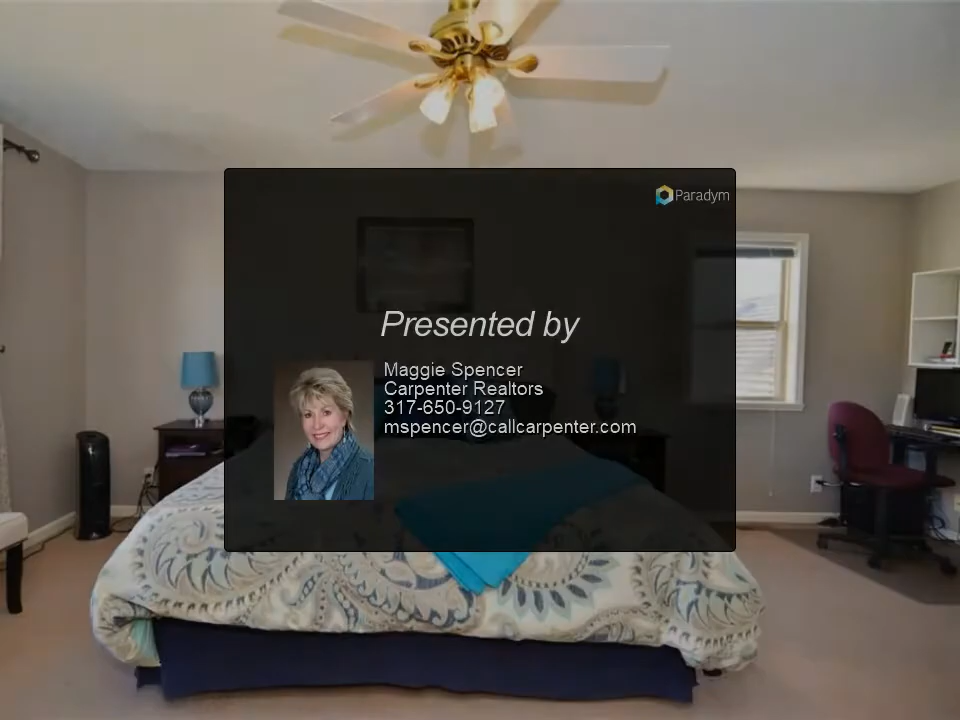 Paradym
Presented by
Maggie Spencer
Carpenter Realtors
317-650-9127
mspencer@callcarpenter.com